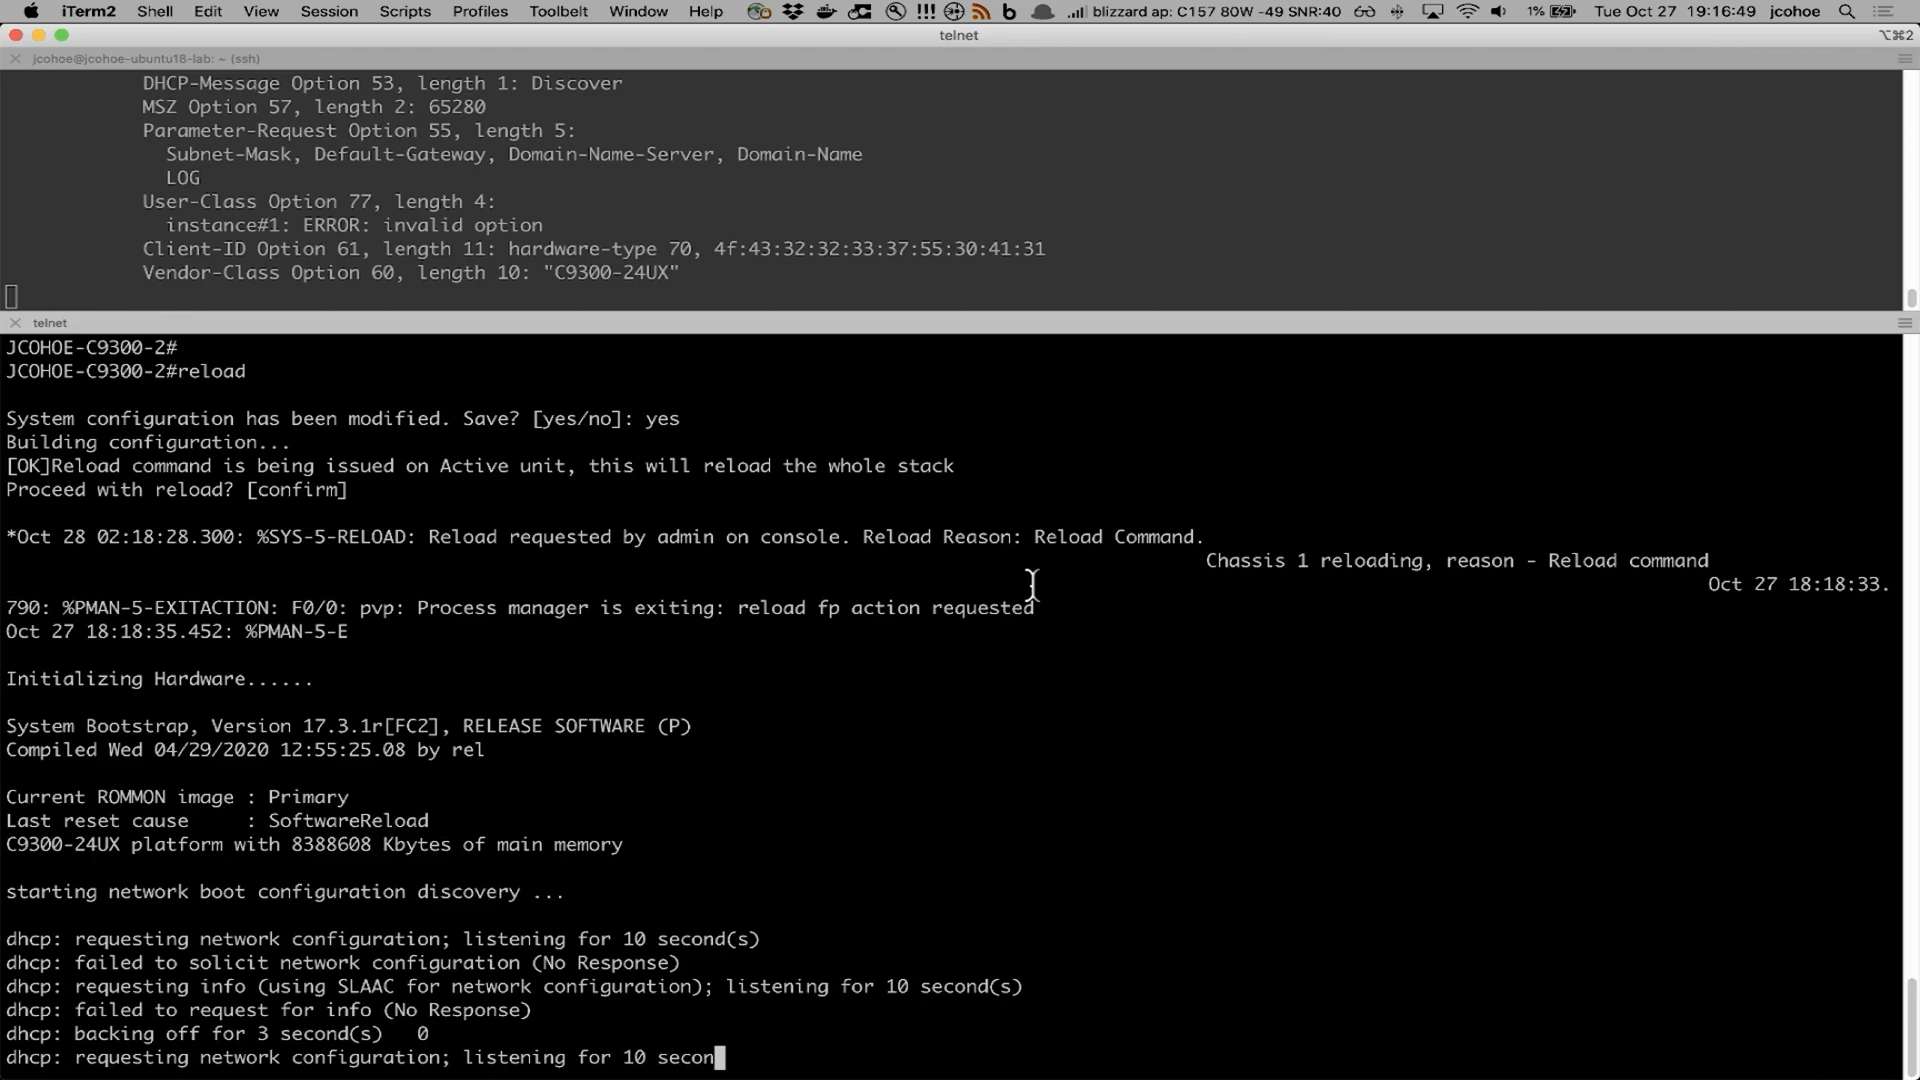 iTerm2 Shell Edit View Session Scripts Profiles Toolbelt Window Help !!! b blizzard ap: C157 80W -49 SNR:40 1% Tue Oct 27 19:16:49 jcohoe
telnet ⌥⌘2
jcohoe@jcohoe-ubuntu18-lab: ~ (ssh)
DHCP-Message Option 53, length 1: Discover
MSZ Option 57, length 2: 65280
Parameter-Request Option 55, length 5:
Subnet-Mask, Default-Gateway, Domain-Name-Server, Domain-Name
LOG
User-Class Option 77, length 4:
instance#1: ERROR: invalid option
Client-ID Option 61, length 11: hardware-type 70, 4f:43:32:32:33:37:55:30:41:31
Vendor-Class Option 60, length 10: "C9300-24UX"
telnet
JCOHOE-C9300-2#
JCOHOE-C9300-2#reload
System configuration has been modified. Save? [yes/no]: yes
Building configuration...
[OK]Reload command is being issued on Active unit, this will reload the whole stack
Proceed with reload? [confirm]
*Oct 28 02:18:28.300: %SYS-5-RELOAD: Reload requested by admin on console. Reload Reason: Reload Command.
Chassis 1 reloading, reason - Reload command
Oct 27 18:18:33.
790: %PMAN-5-EXITACTION: F0/0: pvp: Process manager is exiting: reload fp action requested
Oct 27 18:18:35.452: %PMAN-5-E
Initializing Hardware......
System Bootstrap, Version 17.3.1r[FC2], RELEASE SOFTWARE (P)
Compiled Wed 04/29/2020 12:55:25.08 by rel
Current ROMMON image : Primary
Last reset cause : SoftwareReload
C9300-24UX platform with 8388608 Kbytes of main memory
starting network boot configuration discovery ...
dhcp: requesting network configuration; listening for 10 second(s)
dhcp: failed to solicit network configuration (No Response)
dhcp: requesting info (using SLAAC for network configuration); listening for 10 second(s)
dhcp: failed to request for info (No Response)
dhcp: backing off for 3 second(s) 0
dhcp: requesting network configuration; listening for 10 secon